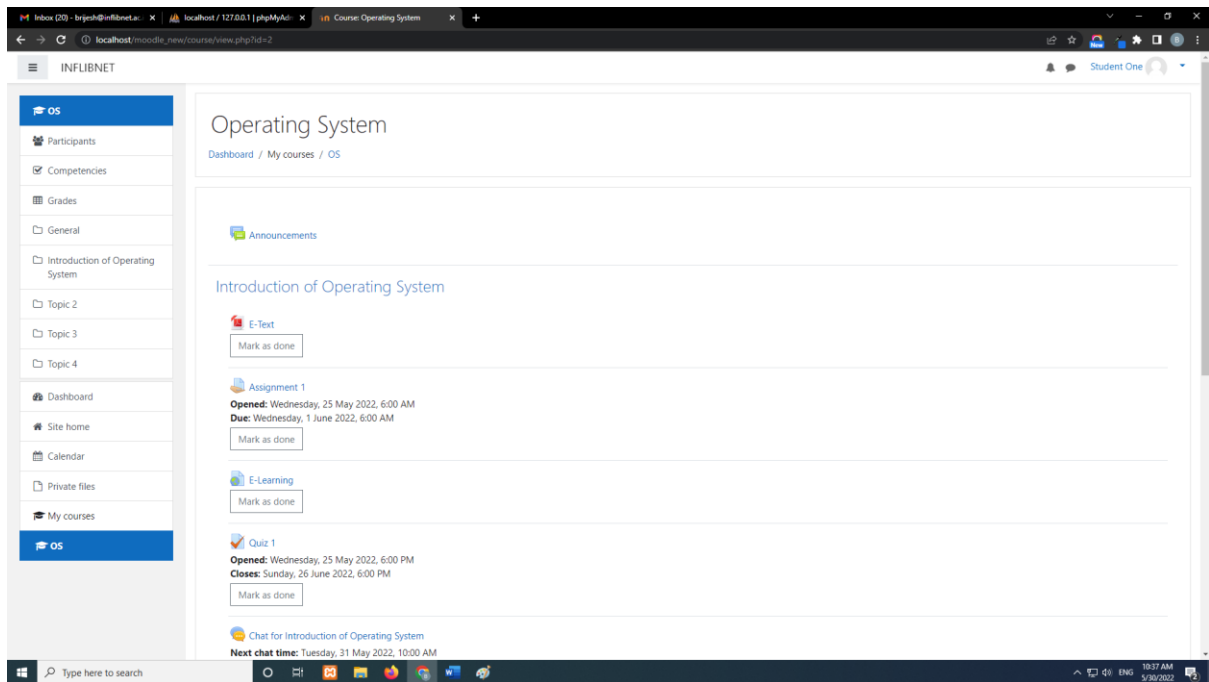 Inbox (20) - brijesh@inflibnet.ac.
localhost / 127.0.0.1 | phpMyAd
Course: Operating System
localhost/moodle_new/course/view.php?id=2
New
B
INFLIBNET
Student One
OS
Participants
Competencies
Grades
General
Introduction of Operating
System
Topic 2
Topic 3
Topic 4
Dashboard
Site home
Calendar
Private files
My courses
OS
Operating System
Dashboard / My courses / OS
Announcements
Introduction of Operating System
E-Text
Mark as done
Assignment 1
Opened: Wednesday, 25 May 2022, 6:00 AM
Due: Wednesday, 1 June 2022, 6:00 AM
Mark as done
E-Learning
Mark as done
Quiz 1
Opened: Wednesday, 25 May 2022, 6:00 PM
Closes: Sunday, 26 June 2022, 6:00 PM
Mark as done
Chat for Introduction of Operating System
Next chat time: Tuesday, 31 May 2022, 10:00 AM
Type here to search
ENG
10:37 AM
5/30/2022